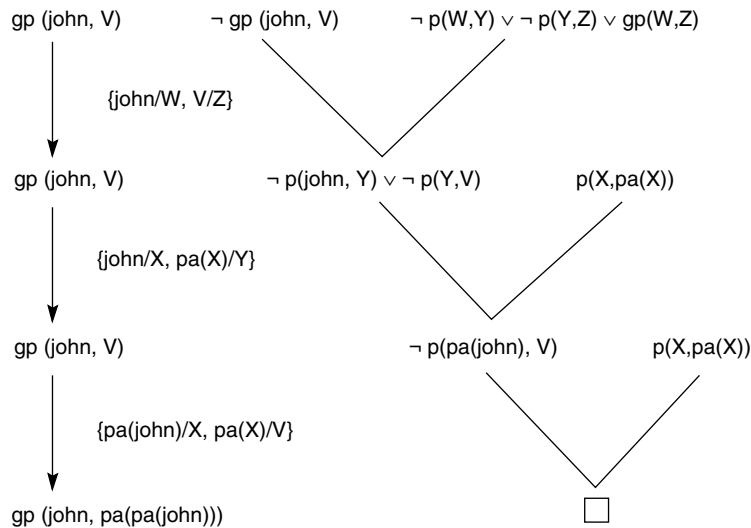 gp (john, V) ¬ gp (john, V) ¬ p(W,Y) ∨ ¬ p(Y,Z) ∨ gp(W,Z)
{john/W, V/Z}
gp (john, V) ¬ p(john, Y) ∨ ¬ p(Y,V) p(X,pa(X))
{john/X, pa(X)/Y}
gp (john, V) ¬ p(pa(john), V) p(X,pa(X))
{pa(john)/X, pa(X)/V}
gp (john, pa(pa(john)))